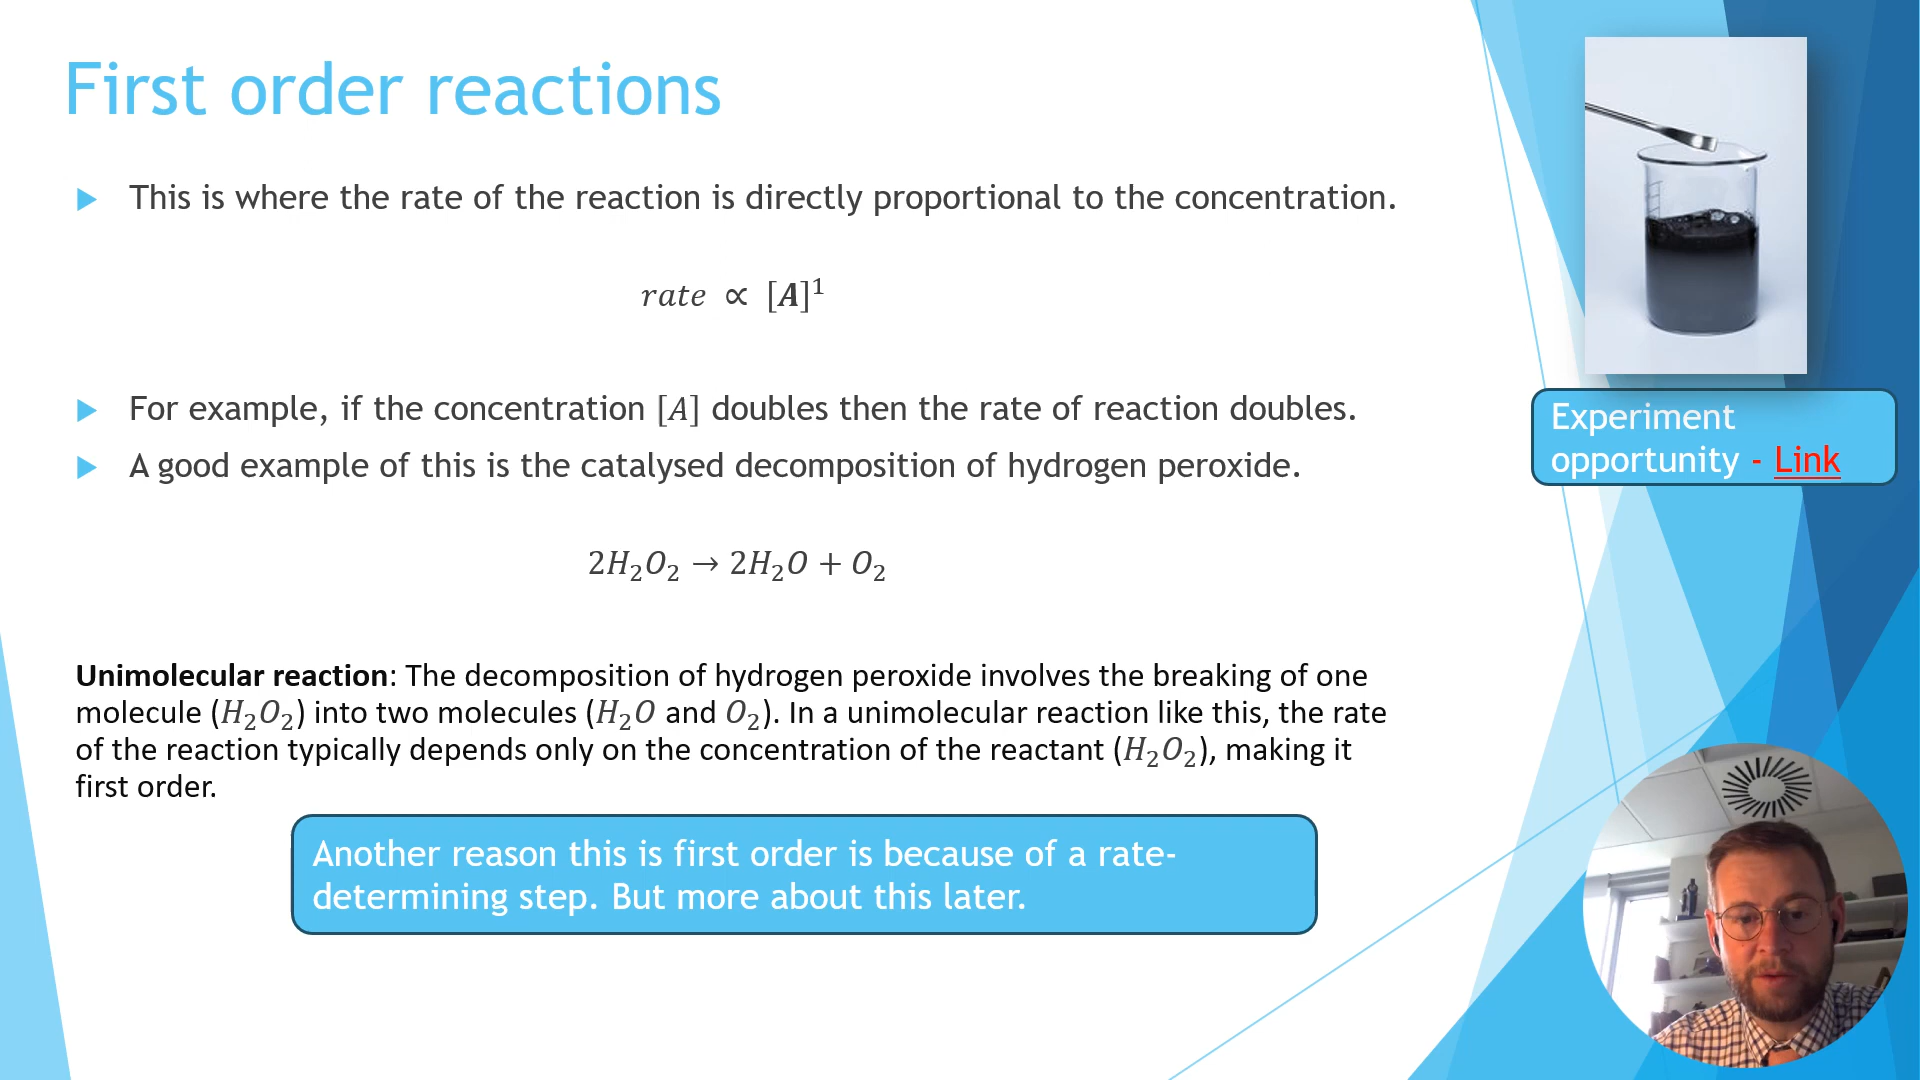 First order reactions
This is where the rate of the reaction is directly proportional to the concentration.
rate ∝ [A]¹
For example, if the concentration [A] doubles then the rate of reaction doubles.
A good example of this is the catalysed decomposition of hydrogen peroxide.
2H₂O₂ → 2H₂O + O₂
Unimolecular reaction: The decomposition of hydrogen peroxide involves the breaking of one
molecule (H₂O₂) into two molecules (H₂O and O₂). In a unimolecular reaction like this, the rate
of the reaction typically depends only on the concentration of the reactant (H₂O₂), making it
first order.
Another reason this is first order is because of a rate-
determining step. But more about this later.
Experiment
opportunity - Link